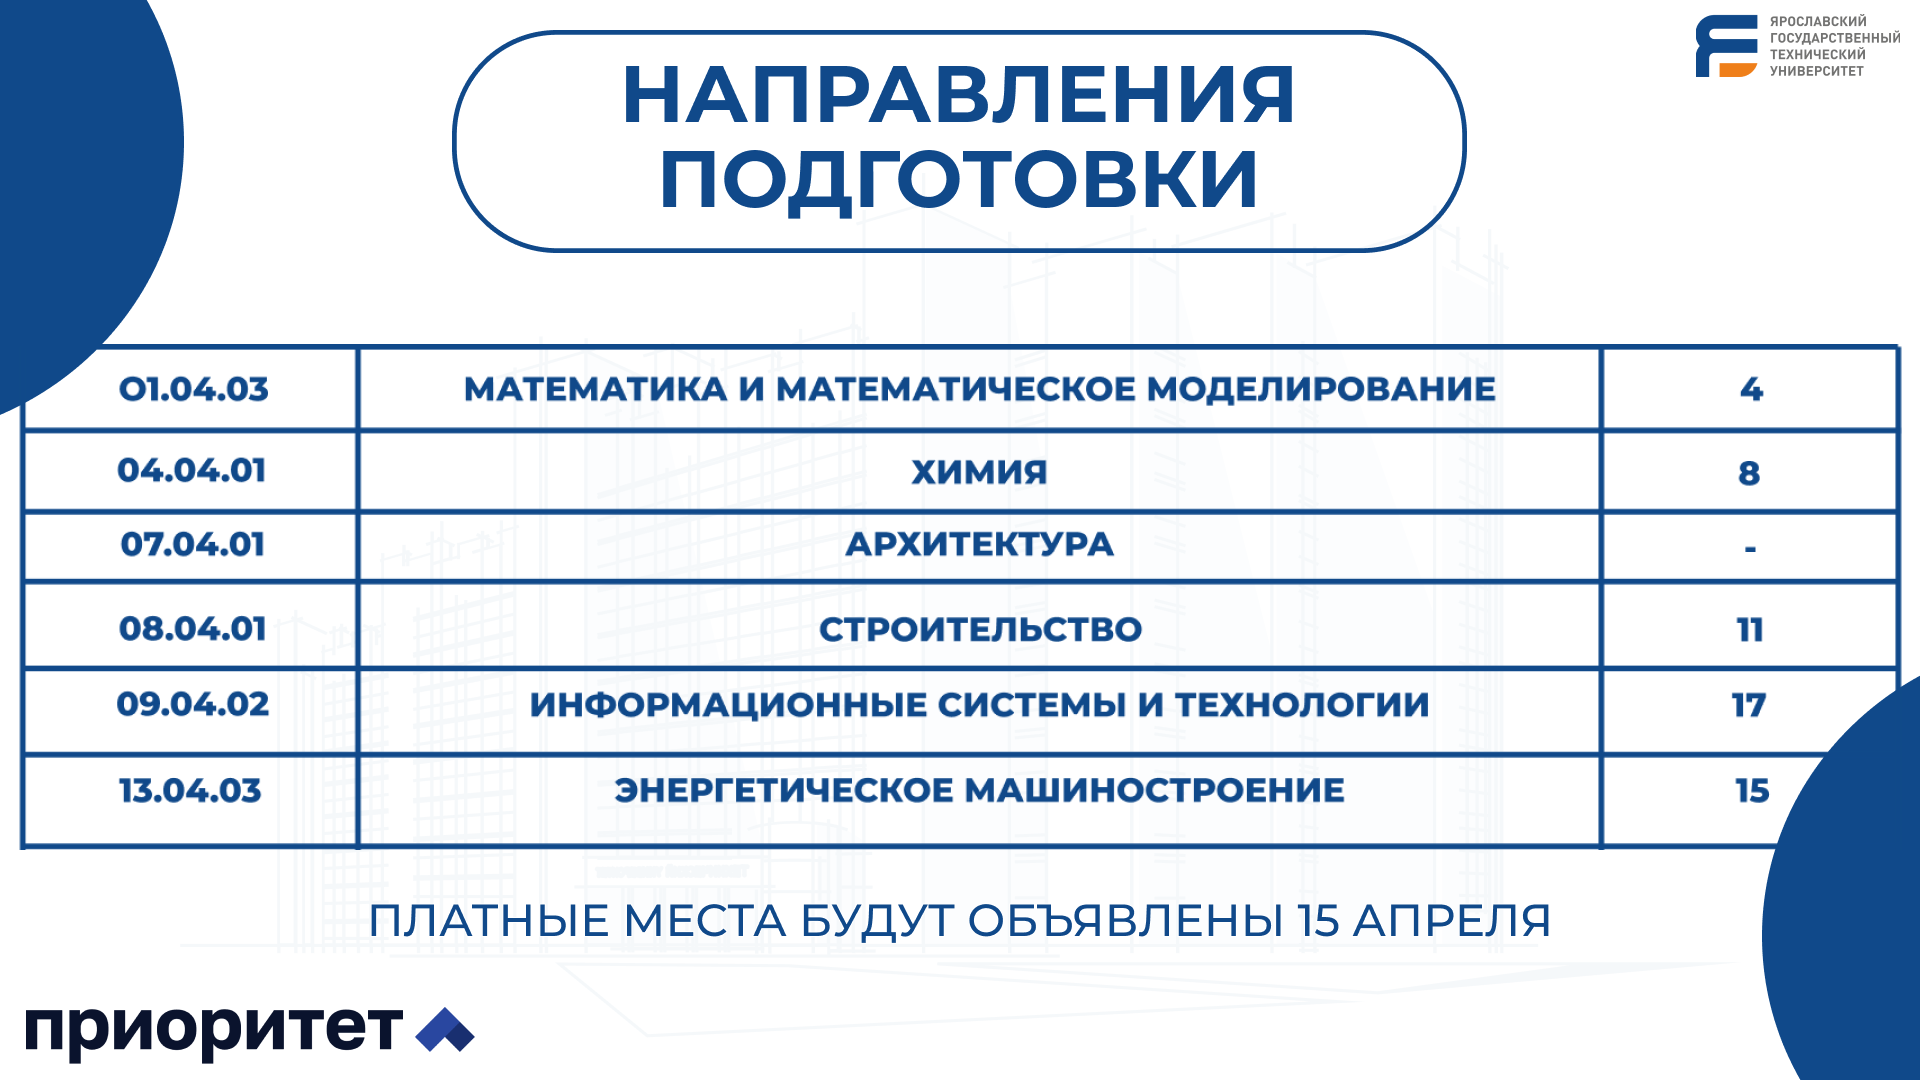 ЯРОСЛАВСКИЙ
ГОСУДАРСТВЕННЫЙ
ТЕХНИЧЕСКИЙ
УНИВЕРСИТЕТ
НАПРАВЛЕНИЯ
ПОДГОТОВКИ
О1.04.03 МАТЕМАТИКА И МАТЕМАТИЧЕСКОЕ МОДЕЛИРОВАНИЕ 4
04.04.01 ХИМИЯ 8
07.04.01 АРХИТЕКТУРА -
08.04.01 СТРОИТЕЛЬСТВО 11
09.04.02 ИНФОРМАЦИОННЫЕ СИСТЕМЫ И ТЕХНОЛОГИИ 17
13.04.03 ЭНЕРГЕТИЧЕСКОЕ МАШИНОСТРОЕНИЕ 15
ПЛАТНЫЕ МЕСТА БУДУТ ОБЪЯВЛЕНЫ 15 АПРЕЛЯ
приоритет